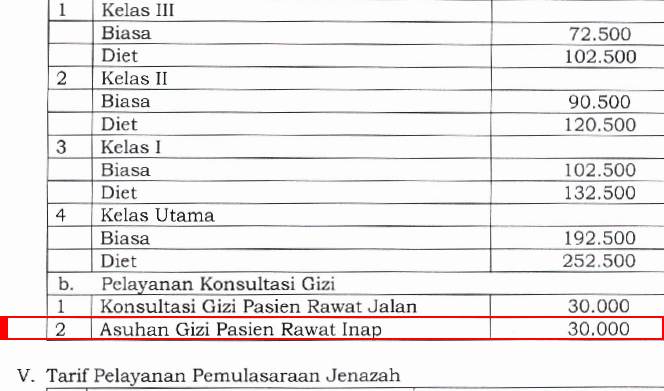 1 Kelas III
Biasa 72.500
Diet 102.500
2 Kelas II
Biasa 90.500
Diet 120.500
3 Kelas I
Biasa 102.500
Diet 132.500
4 Kelas Utama
Biasa 192.500
Diet 252.500
b. Pelayanan Konsultasi Gizi
1 Konsultasi Gizi Pasien Rawat Jalan 30.000
2 Asuhan Gizi Pasien Rawat Inap 30.000
V. Tarif Pelayanan Pemulasaraan Jenazah